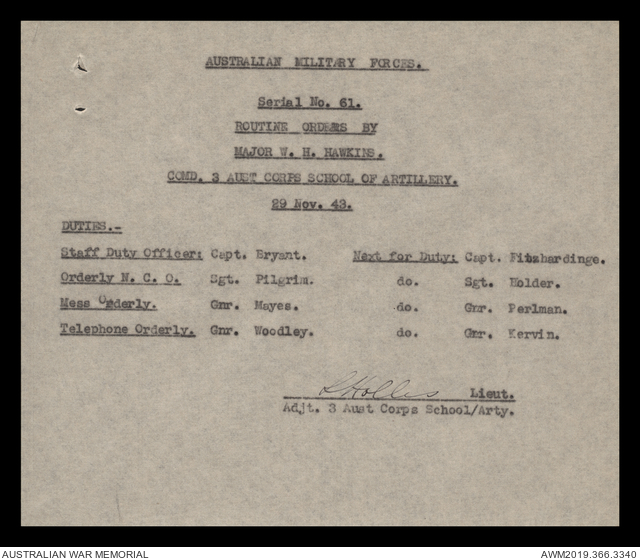 AUSTRALIAN MILITARY FORCES.
Serial No. 61.
ROUTINE ORDERS BY
MAJOR W. H. HAWKINS.
COMD. 3 AUST CORPS SCHOOL OF ARTILLERY.
29 Nov. 43.
DUTIES.-
Staff Duty Officer: Capt. Bryant. Next for Duty: Capt. Fitzhardinge.
Orderly N. C. O. Sgt. Pilgrim. do. Sgt. Holder.
Mess Orderly. Gnr. Mayes. do. Gnr. Perlman.
Telephone Orderly. Gnr. Woodley. do. Gnr. Kervin.
Holles Lieut.
Adjt. 3 Aust Corps School/Arty.
AUSTRALIAN WAR MEMORIAL AWM2019.366.3340